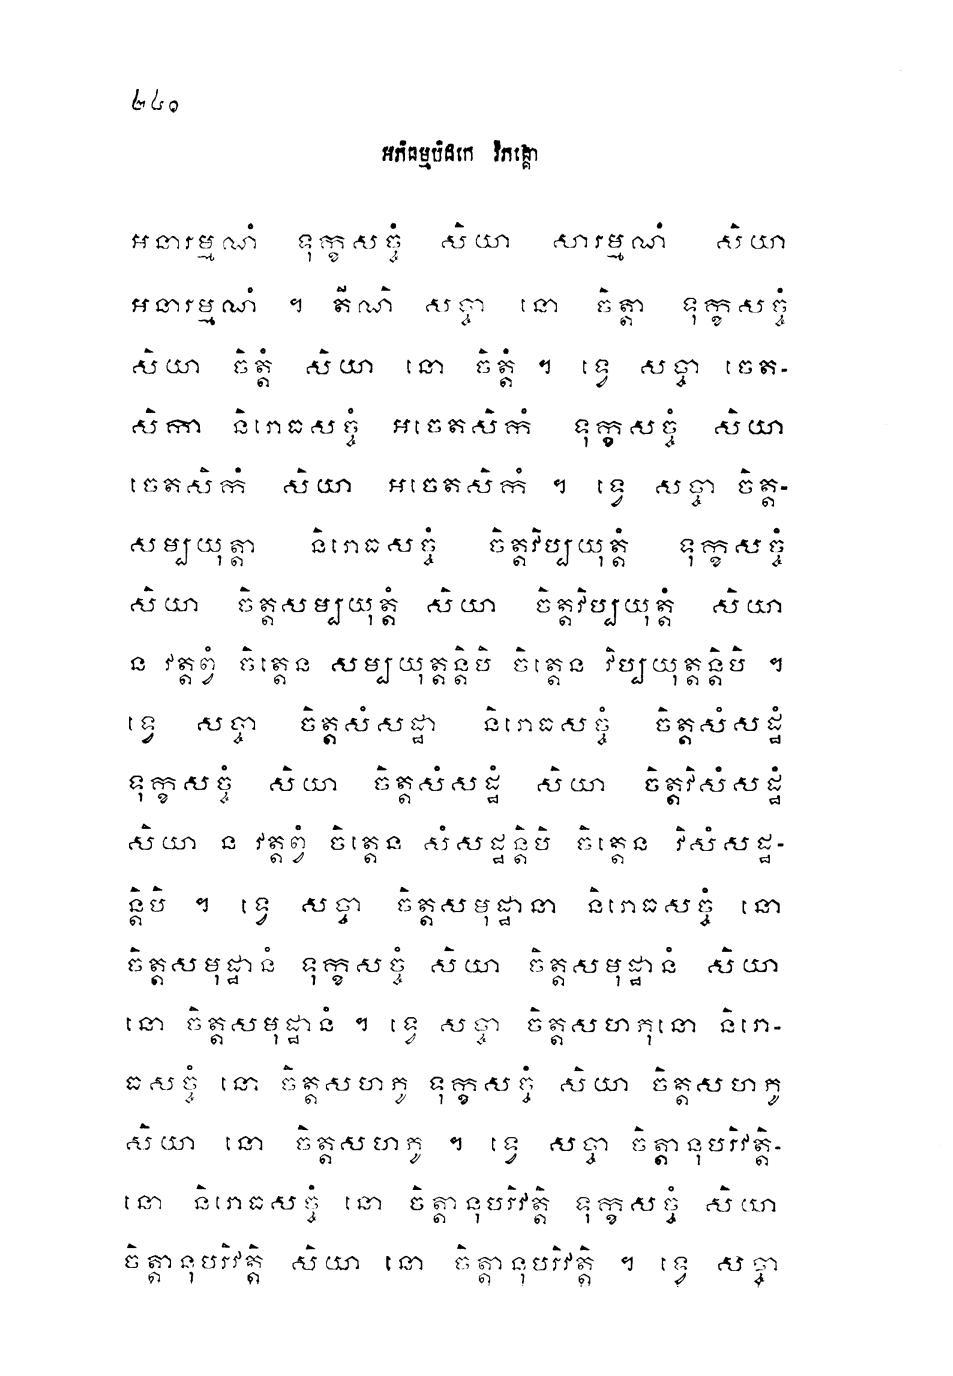 ២៤០
អភិធម្មបិដកេ វិភង្គោ
អនារម្មណំ ទុក្ខសច្ចំ សិយា សារម្មណំ សិយា
អនារម្មណំ ។ តីណិ សច្ចា នោ ចិត្តា ទុក្ខសច្ចំ
សិយា ចិត្តំ សិយា នោ ចិត្តំ ។ ទ្វេ សច្ចា ចេត-
សិកា និរោធសច្ចំ អចេតសិកំ ទុក្ខសច្ចំ សិយា
ចេតសិកំ សិយា អចេតសិកំ ។ ទ្វេ សច្ចា ចិត្ត-
សម្បយុត្តា និរោធសច្ចំ ចិត្តវិប្បយុត្តំ ទុក្ខសច្ចំ
សិយា ចិត្តសម្បយុត្តំ សិយា ចិត្តវិប្បយុត្តំ សិយា
ន វត្តព្វំ ចិត្តេន សម្បយុត្តន្តិបិ ចិត្តេន វិប្បយុត្តន្តិបិ ។
ទ្វេ សច្ចា ចិត្តសំសដ្ឋា និរោធសច្ចំ ចិត្តសំសដ្ឋំ
ទុក្ខសច្ចំ សិយា ចិត្តសំសដ្ឋំ សិយា ចិត្តវិសំសដ្ឋំ
សិយា ន វត្តព្វំ ចិត្តេន សំសដ្ឋន្តិបិ ចិត្តេន វិសំសដ្ឋ-
ន្តិបិ ។ ទ្វេ សច្ចា ចិត្តសមុដ្ឋានា និរោធសច្ចំ នោ
ចិត្តសមុដ្ឋានំ ទុក្ខសច្ចំ សិយា ចិត្តសមុដ្ឋានំ សិយា
នោ ចិត្តសមុដ្ឋានំ ។ ទ្វេ សច្ចា ចិត្តសហភុនោ និរោ-
ធសច្ចំ នោ ចិត្តសហភូ ទុក្ខសច្ចំ សិយា ចិត្តសហភូ
សិយា នោ ចិត្តសហភូ ។ ទ្វេ សច្ចា ចិត្តានុបរិវត្តិ-
នោ និរោធសច្ចំ នោ ចិត្តានុបរិវត្តិ ទុក្ខសច្ចំ សិយា
ចិត្តានុបរិវត្តិ សិយា នោ ចិត្តានុបរិវត្តិ ។ ទ្វេ សច្ចា